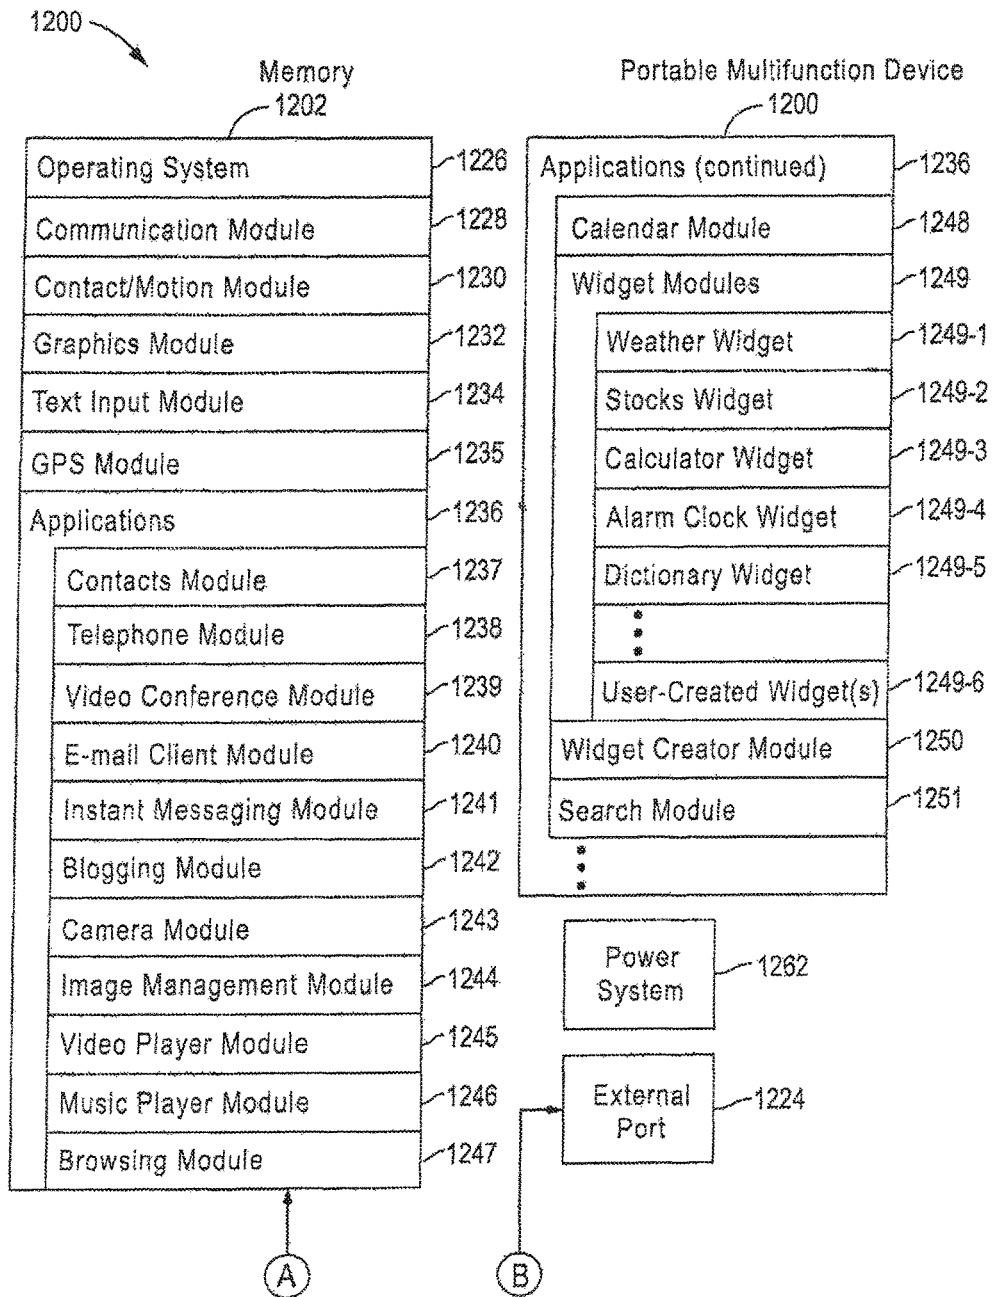 1200
Memory
1202
Operating System 1226
Communication Module 1228
Contact/Motion Module 1230
Graphics Module 1232
Text Input Module 1234
GPS Module 1235
Applications 1236
Contacts Module 1237
Telephone Module 1238
Video Conference Module 1239
E-mail Client Module 1240
Instant Messaging Module 1241
Blogging Module 1242
Camera Module 1243
Image Management Module 1244
Video Player Module 1245
Music Player Module 1246
Browsing Module 1247
A
Portable Multifunction Device
1200
Applications (continued) 1236
Calendar Module 1248
Widget Modules 1249
Weather Widget 1249-1
Stocks Widget 1249-2
Calculator Widget 1249-3
Alarm Clock Widget 1249-4
Dictionary Widget 1249-5
User-Created Widget(s) 1249-6
Widget Creator Module 1250
Search Module 1251
Power
System 1262
External
Port 1224
B